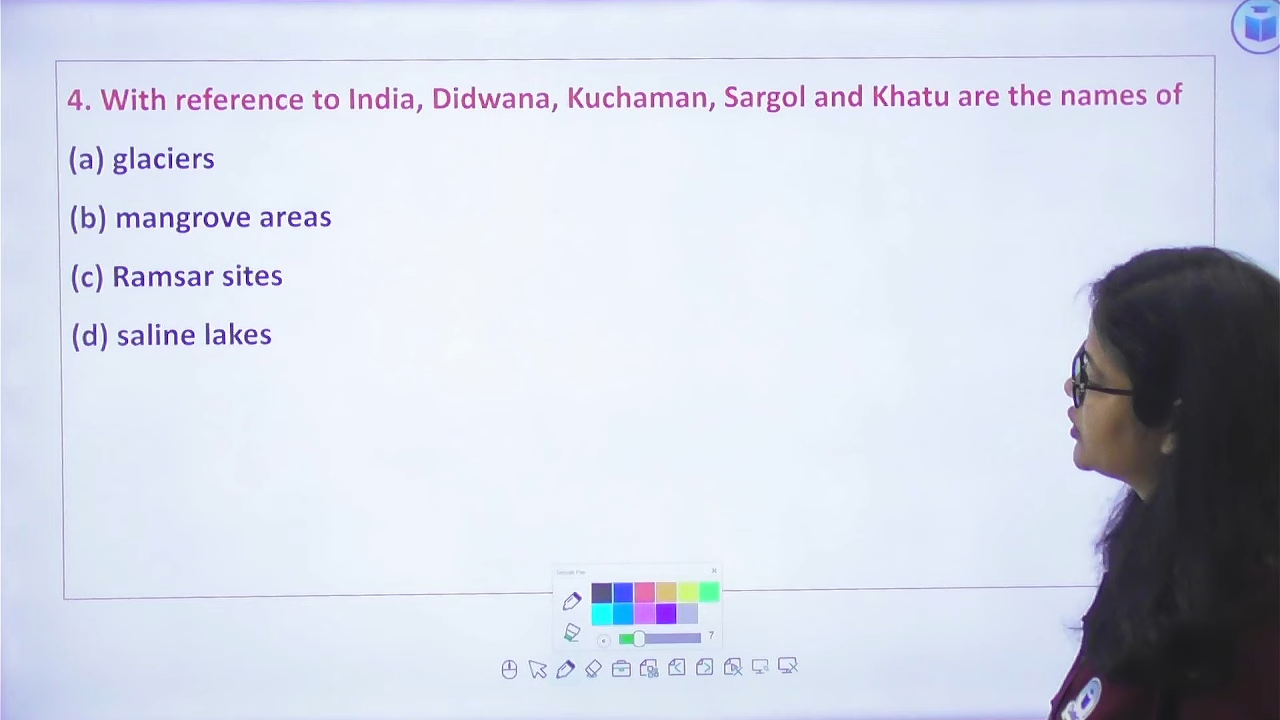 4. With reference to India, Didwana, Kuchaman, Sargol and Khatu are the names of
(a) glaciers
(b) mangrove areas
(c) Ramsar sites
(d) saline lakes
7